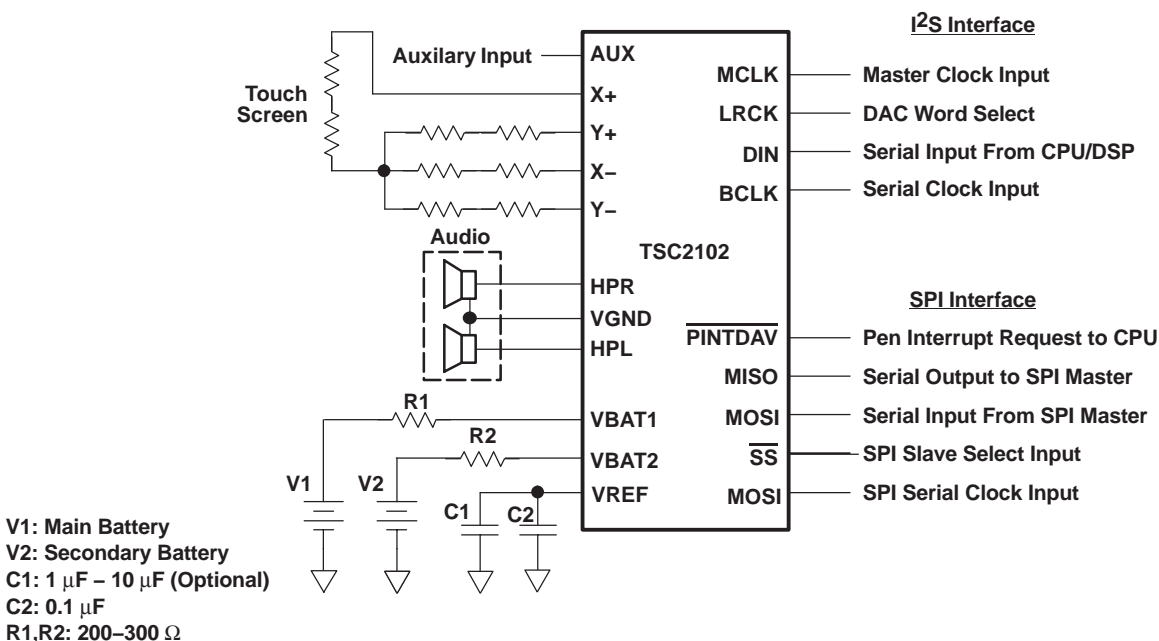 I2S Interface
Auxilary Input
AUX
MCLK
Master Clock Input
Touch
Screen
X+
LRCK
DAC Word Select
Y+
DIN
Serial Input From CPU/DSP
X–
BCLK
Serial Clock Input
Y–
Audio
TSC2102
HPR
SPI Interface
VGND
PINTDAV
Pen Interrupt Request to CPU
HPL
MISO
Serial Output to SPI Master
R1
VBAT1
MOSI
Serial Input From SPI Master
R2
VBAT2
SS
SPI Slave Select Input
V1
V2
VREF
MOSI
SPI Serial Clock Input
C1
C2
V1: Main Battery
V2: Secondary Battery
C1: 1 μF – 10 μF (Optional)
C2: 0.1 μF
R1,R2: 200–300 Ω